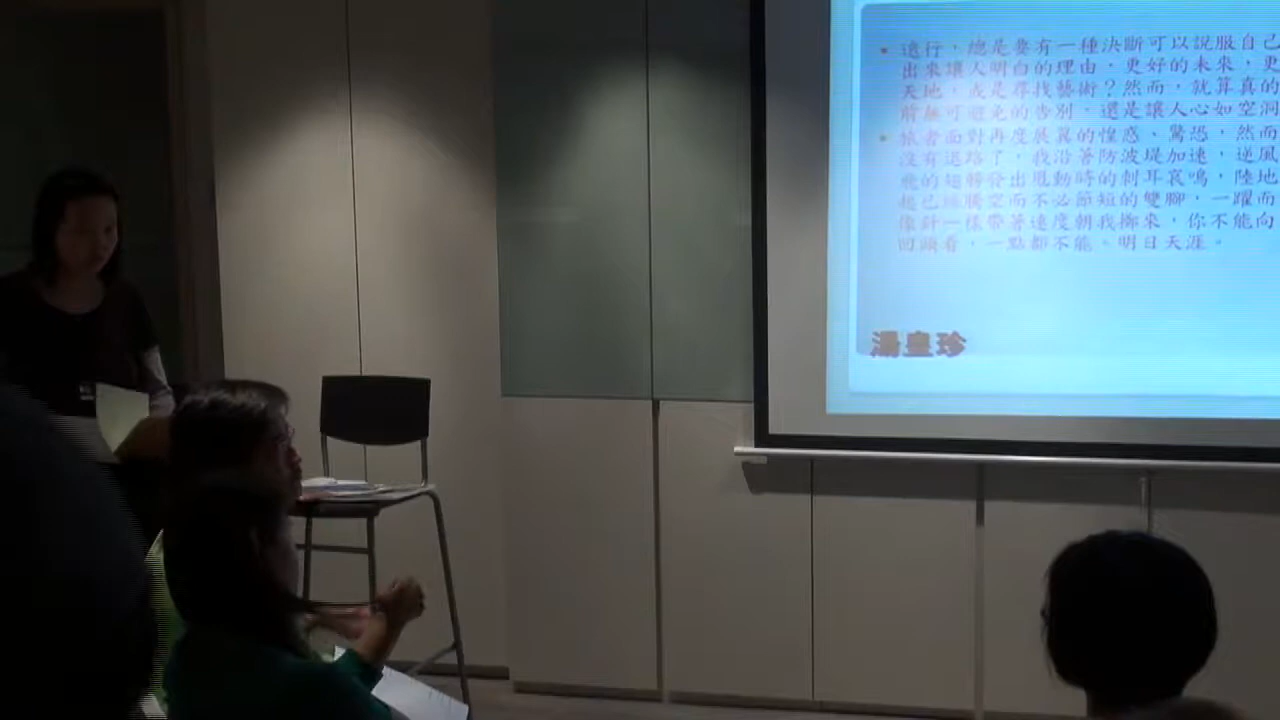 遠行，總是要有一種決斷可以說服自己
出來讓人明白的理由，更好的未來，更
天地，或是尋找藝術？然而，就算真的
前無可避免的告別，還是讓人心如空洞
旅者面對再度展翼的惶惑、驚恐，然而
沒有退路了，我沿著防波堤加速，逆風
飛的翅膀發出甩動時的刺耳哀鳴，陸地
騰空而不必節短的雙腳，一躍而
像針一樣帶著速度朝我擲來，你不能向
回頭看，一點都不能。明日天涯。
湯皇珍